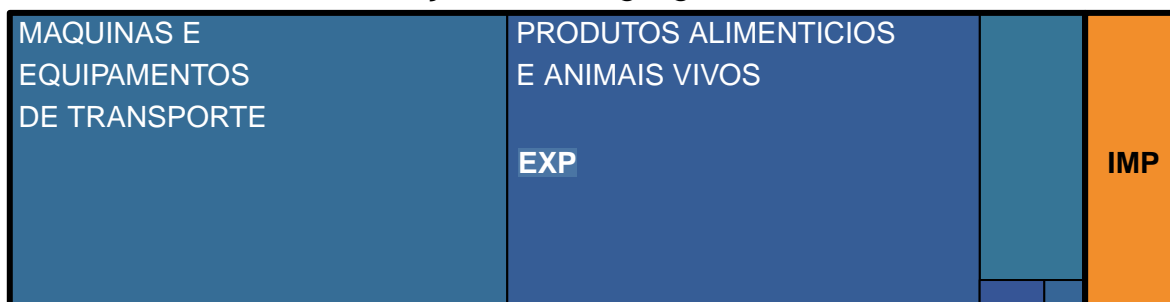 MAQUINAS E
EQUIPAMENTOS
DE TRANSPORTE
PRODUTOS ALIMENTICIOS
E ANIMAIS VIVOS
EXP
IMP